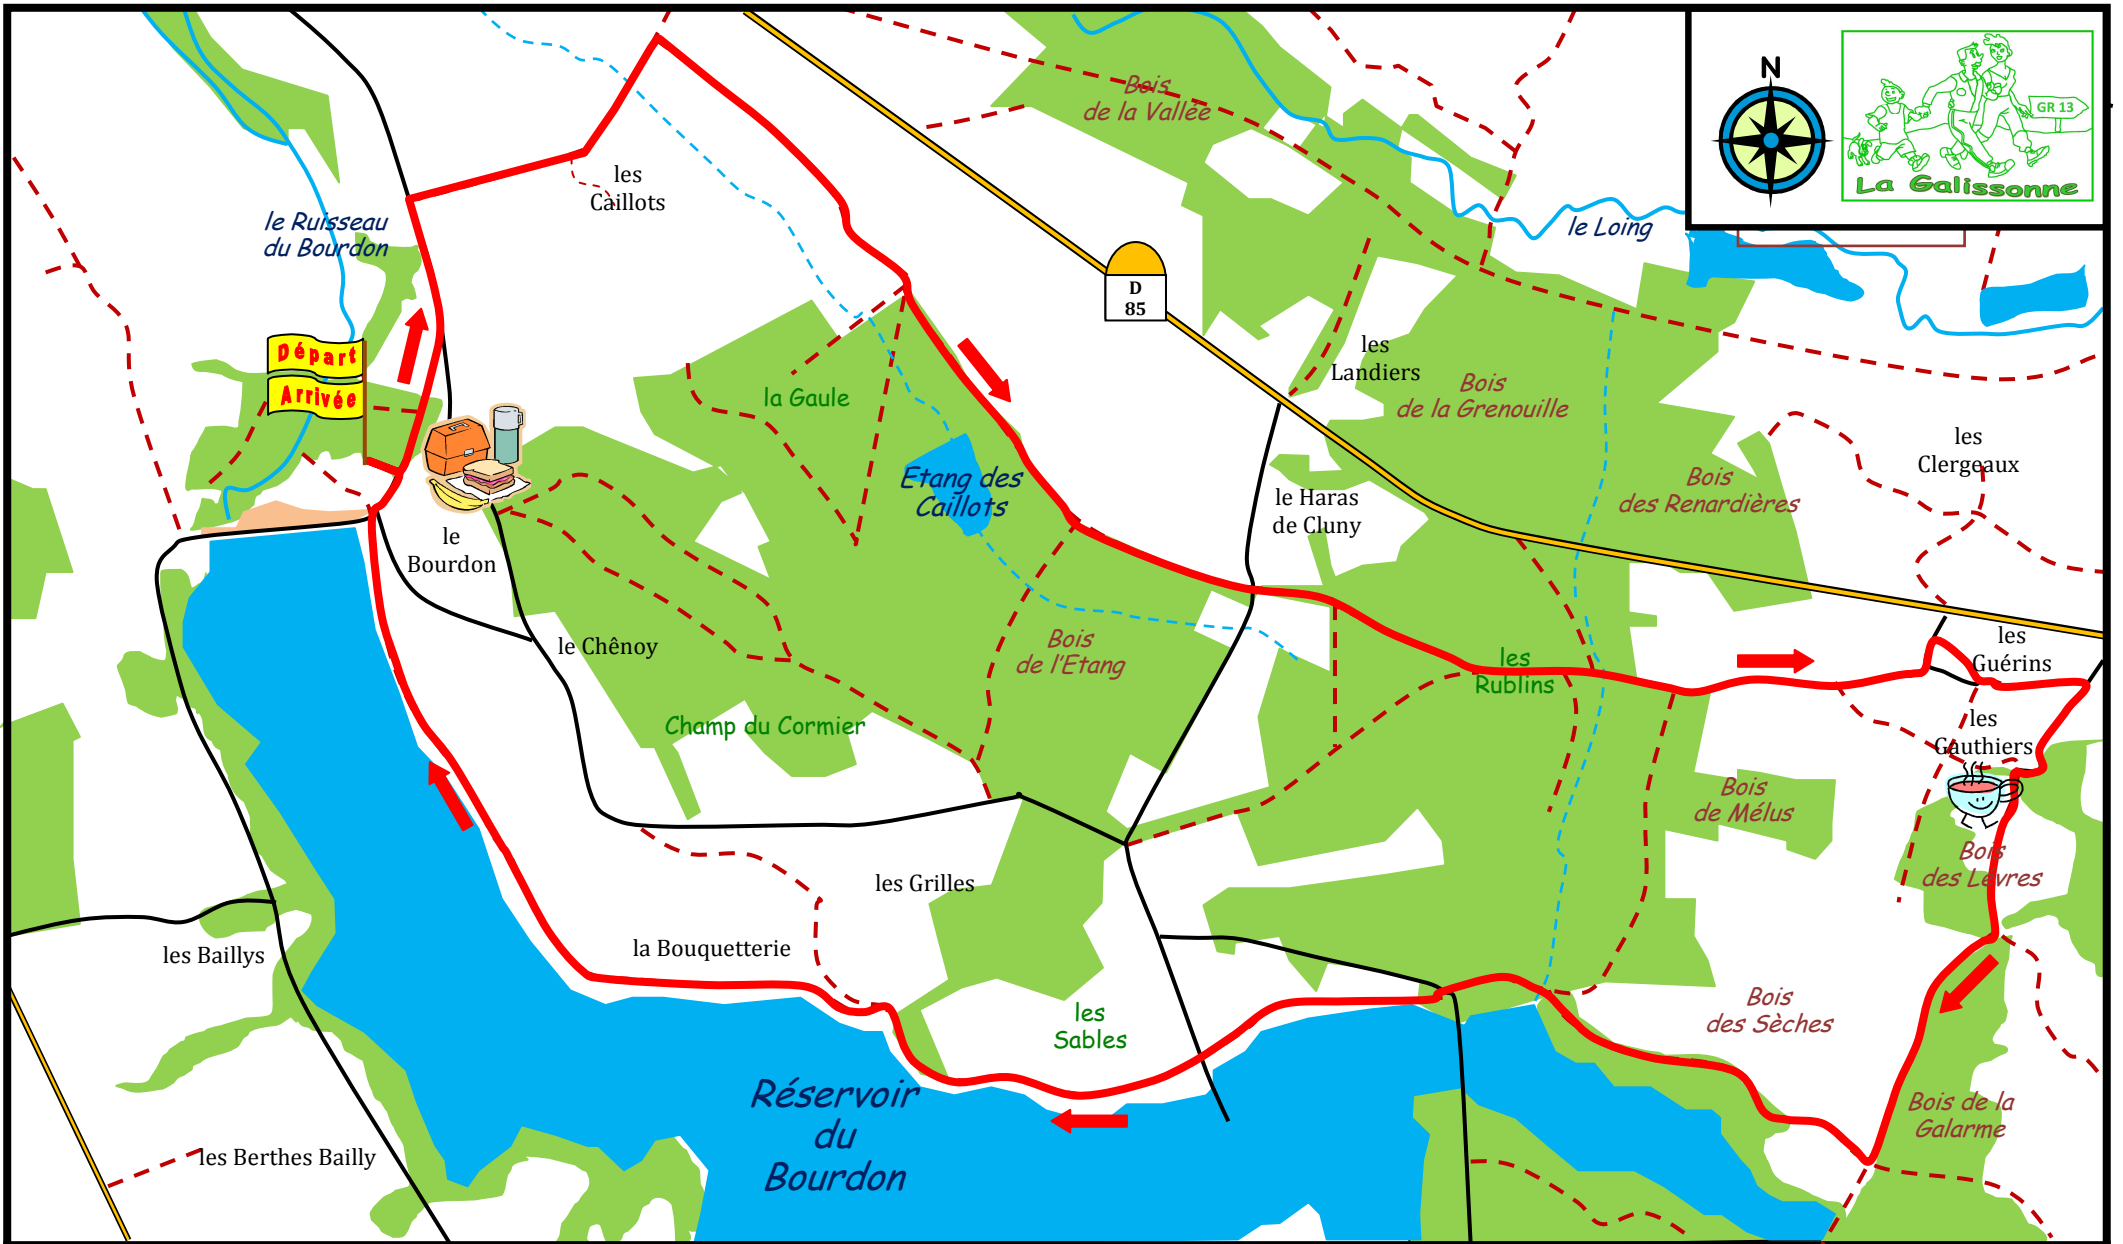 N
GR 13
La Galissonne
Bois
de la Vallée
les
Caillots
le Ruisseau
du Bourdon
le Loing
D
85
Départ
Arrivée
les
Landiers
la Gaule
Bois
de la Grenouille
les
Clergeaux
Etang des
Caillots
le Haras
de Cluny
Bois
des Renardières
le
Bourdon
le Chênoy
Bois
de l'Etang
les
Rublins
les
Guérins
Champ du Cormier
les
Gauthiers
Bois
de Mélus
Bois
des Lèvres
les Grilles
les Baillys
la Bouquetterie
les
Sables
Bois
des Sèches
Réservoir
du
Bourdon
Bois de la
Galarme
les Berthes Bailly